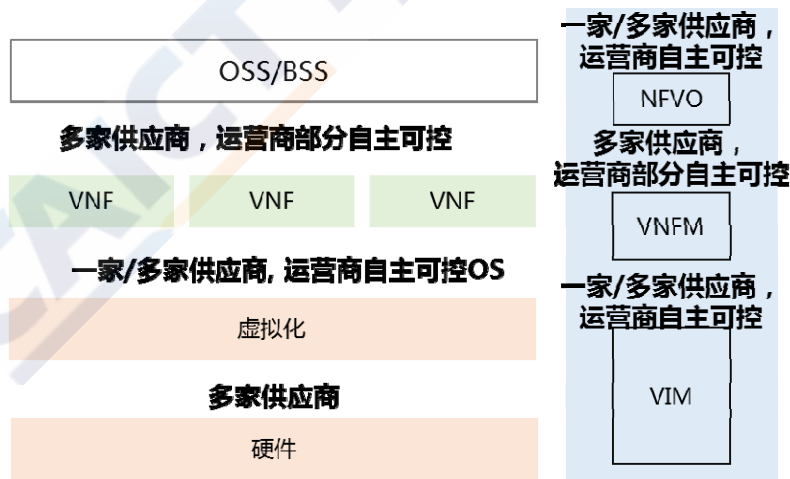 OSS/BSS
多家供应商，运营商部分自主可控
VNF
VNF
VNF
一家/多家供应商, 运营商自主可控OS
虚拟化
多家供应商
硬件
一家/多家供应商，
运营商自主可控
NFVO
多家供应商，
运营商部分自主可控
VNFM
一家/多家供应商，
运营商自主可控
VIM
CAICT